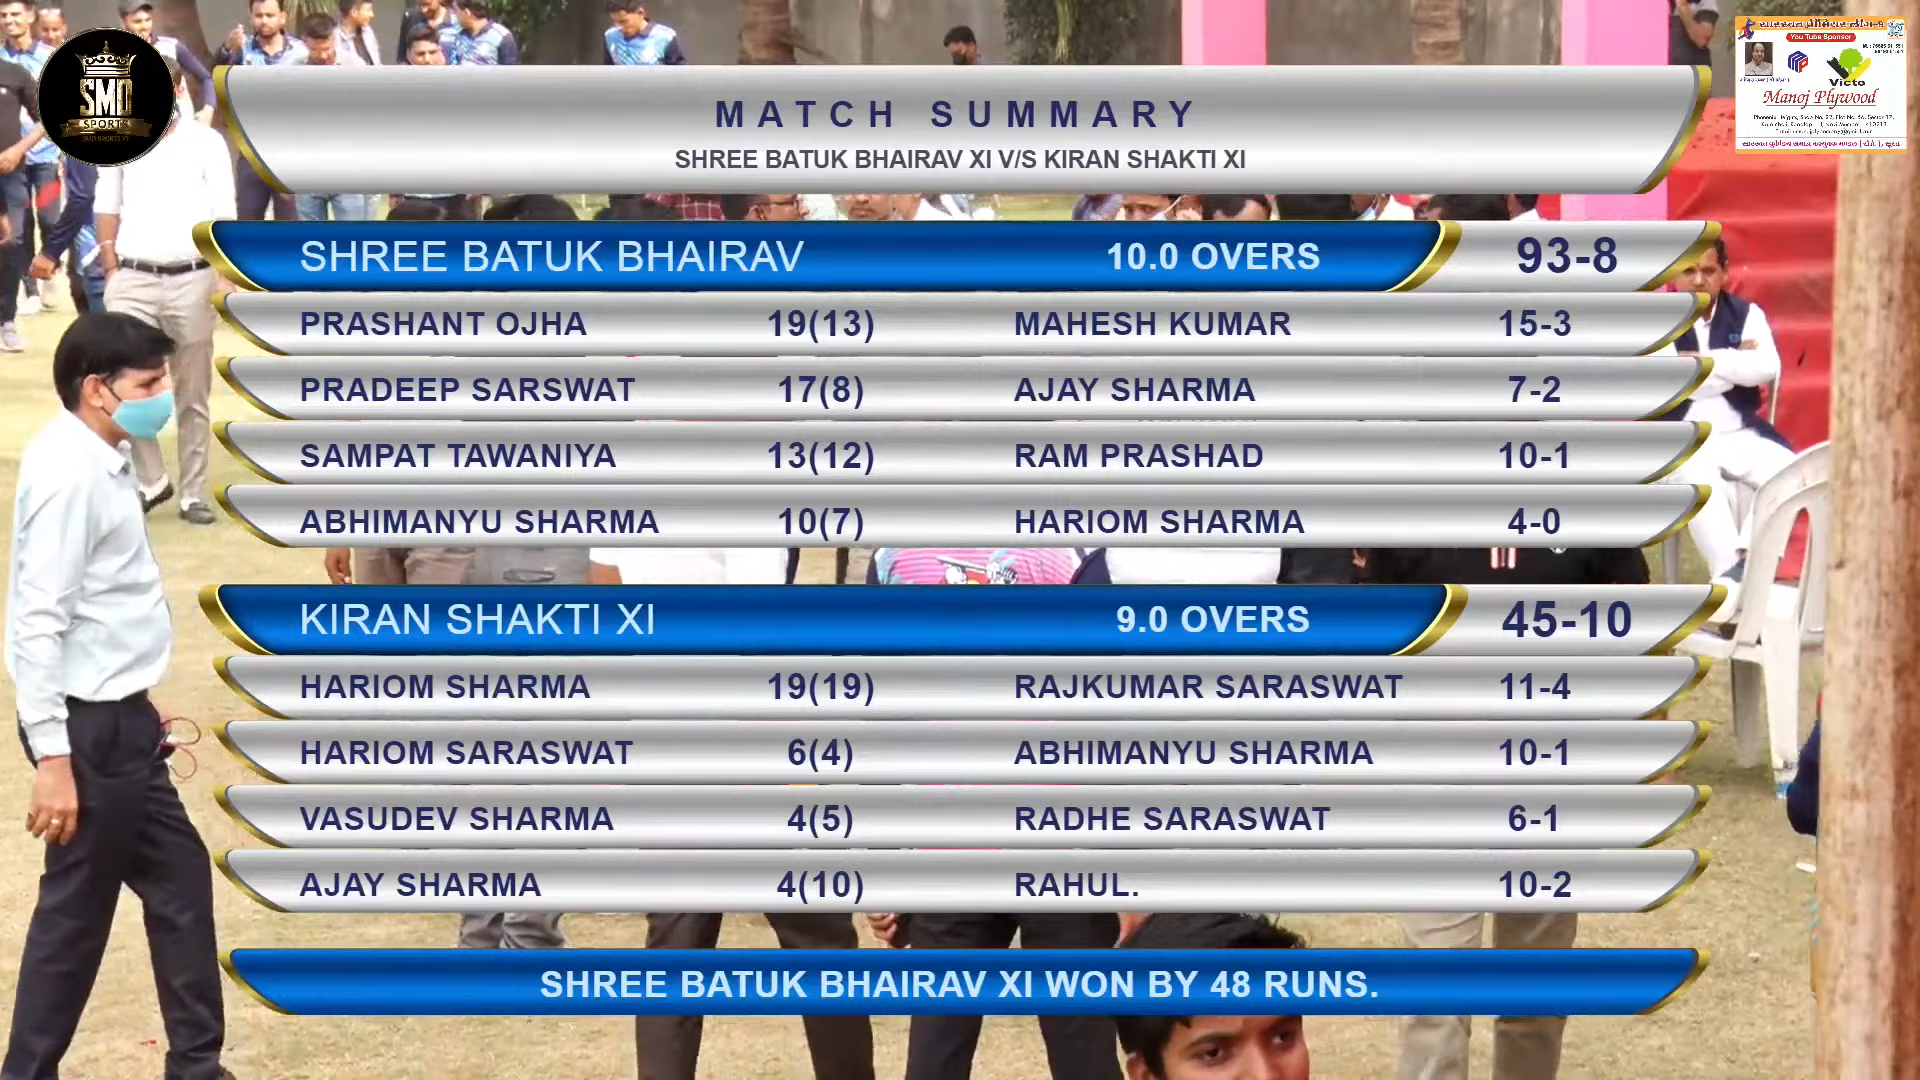 SMD
SPORTS
SMD SPORTS YT
You Tube Sponsor
Victo
Manoj Plywood
MATCH SUMMARY
SHREE BATUK BHAIRAV XI V/S KIRAN SHAKTI XI
SHREE BATUK BHAIRAV 10.0 OVERS 93-8
PRASHANT OJHA 19(13) MAHESH KUMAR 15-3
PRADEEP SARSWAT 17(8) AJAY SHARMA 7-2
SAMPAT TAWANIYA 13(12) RAM PRASHAD 10-1
ABHIMANYU SHARMA 10(7) HARIOM SHARMA 4-0
KIRAN SHAKTI XI 9.0 OVERS 45-10
HARIOM SHARMA 19(19) RAJKUMAR SARASWAT 11-4
HARIOM SARASWAT 6(4) ABHIMANYU SHARMA 10-1
VASUDEV SHARMA 4(5) RADHE SARASWAT 6-1
AJAY SHARMA 4(10) RAHUL. 10-2
SHREE BATUK BHAIRAV XI WON BY 48 RUNS.